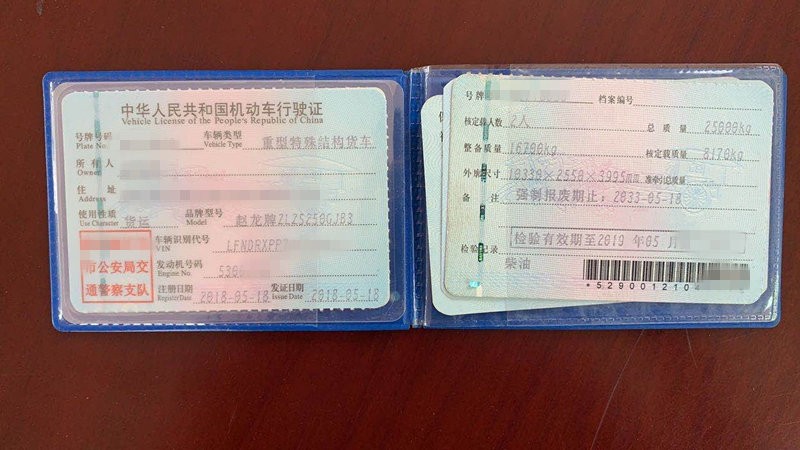 中华人民共和国机动车行驶证
Vehicle License of the People's Republic of China
号牌号码
Plate No.
车辆类型 重型特殊结构货车
Vehicle Type
所有人
Owner
住址
Address
使用性质 货运
Use Character
品牌型号
Model
车辆识别代号
VIN
发动机号码
Engine No.
市公安局交
通警察支队
注册日期 2018-05-18
Register Date
发证日期 2018-05-18
Issue Date
号牌
档案编号
核定载人数 2人
总质量 25000kg
整备质量 16700kg
核定载质量 8170kg
外廓尺寸 10330×2550×3995
准牵引总质量
备注 强制报废期止:2033-05-18
检验有效期至2019年05月
检验记录
柴油